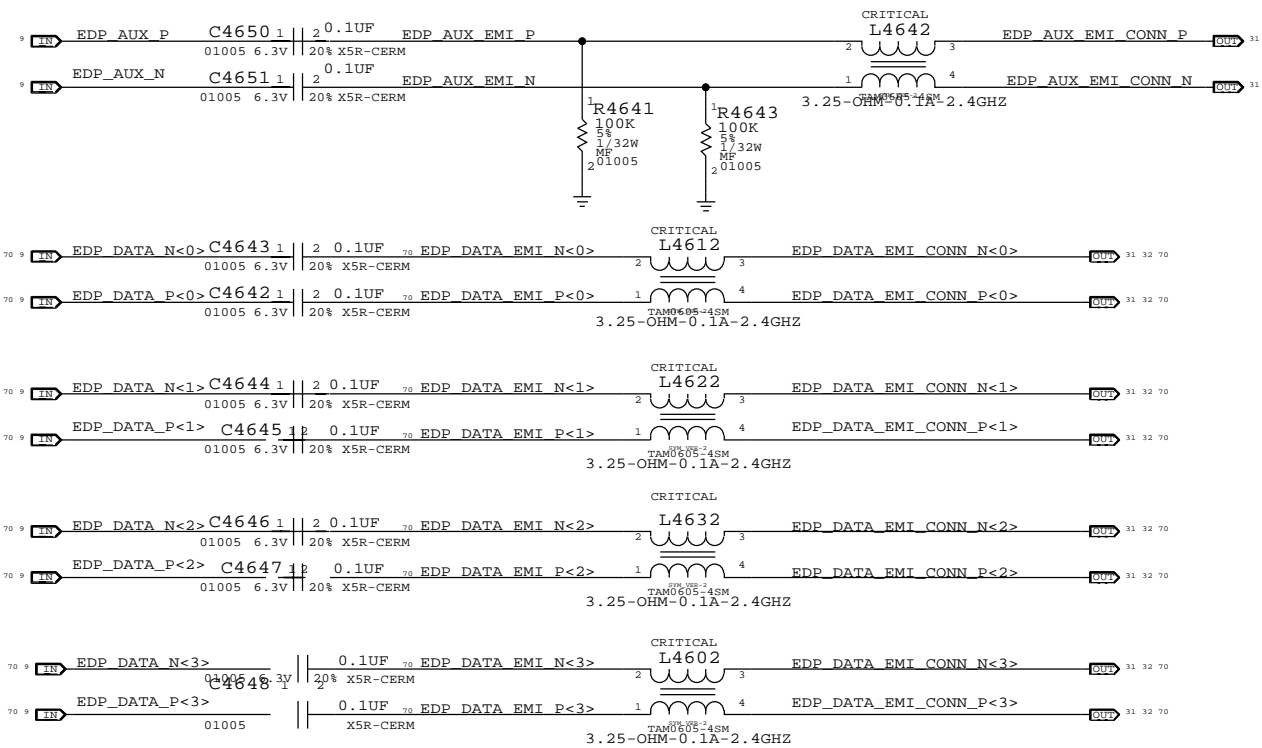 CRITICAL
9 IN EDP_AUX_P C4650 1 2 0.1UF EDP_AUX_EMI_P L4642 EDP_AUX_EMI_CONN_P OUT 31
01005 6.3V 20% X5R-CERM 2 3
9 IN EDP_AUX_N C4651 1 2 0.1UF EDP_AUX_EMI_N 1 4 EDP_AUX_EMI_CONN_N OUT 31
01005 6.3V 20% X5R-CERM
3.25-OHM-0.1A-2.4GHZ
1 R4641
100K
5%
1/32W
MF
2 01005
1 R4643
100K
5%
1/32W
MF
2 01005
CRITICAL
70 9 IN EDP_DATA_N<0> C4643 1 2 0.1UF 70 EDP_DATA_EMI_N<0> L4612 EDP_DATA_EMI_CONN_N<0> OUT 31 32 70
01005 6.3V 20% X5R-CERM 2 3
70 9 IN EDP_DATA_P<0> C4642 1 2 0.1UF 70 EDP_DATA_EMI_P<0> 1 4 EDP_DATA_EMI_CONN_P<0> OUT 31 32 70
01005 6.3V 20% X5R-CERM TAM0605-4SM
3.25-OHM-0.1A-2.4GHZ
CRITICAL
70 9 IN EDP_DATA_N<1> C4644 1 2 0.1UF 70 EDP_DATA_EMI_N<1> L4622 EDP_DATA_EMI_CONN_N<1> OUT 31 32 70
01005 6.3V 20% X5R-CERM 2 3
70 9 IN EDP_DATA_P<1> C4645 1 2 0.1UF 70 EDP_DATA_EMI_P<1> 1 4 EDP_DATA_EMI_CONN_P<1> OUT 31 32 70
01005 6.3V 20% X5R-CERM SYM_VER-2
TAM0605-4SM
3.25-OHM-0.1A-2.4GHZ
CRITICAL
70 9 IN EDP_DATA_N<2> C4646 1 2 0.1UF 70 EDP_DATA_EMI_N<2> L4632 EDP_DATA_EMI_CONN_N<2> OUT 31 32 70
01005 6.3V 20% X5R-CERM 2 3
70 9 IN EDP_DATA_P<2> C4647 1 2 0.1UF 70 EDP_DATA_EMI_P<2> 1 4 EDP_DATA_EMI_CONN_P<2> OUT 31 32 70
01005 6.3V 20% X5R-CERM SYM_VER-2
TAM0605-4SM
3.25-OHM-0.1A-2.4GHZ
CRITICAL
70 9 IN EDP_DATA_N<3> 0.1UF 70 EDP_DATA_EMI_N<3> L4602 EDP_DATA_EMI_CONN_N<3> OUT 31 32 70
01005 6.3V 20% X5R-CERM 2 3
C4648 1 2
70 9 IN EDP_DATA_P<3> 0.1UF 70 EDP_DATA_EMI_P<3> 1 4 EDP_DATA_EMI_CONN_P<3> OUT 31 32 70
01005 X5R-CERM SYM_VER-2
TAM0605-4SM
3.25-OHM-0.1A-2.4GHZ